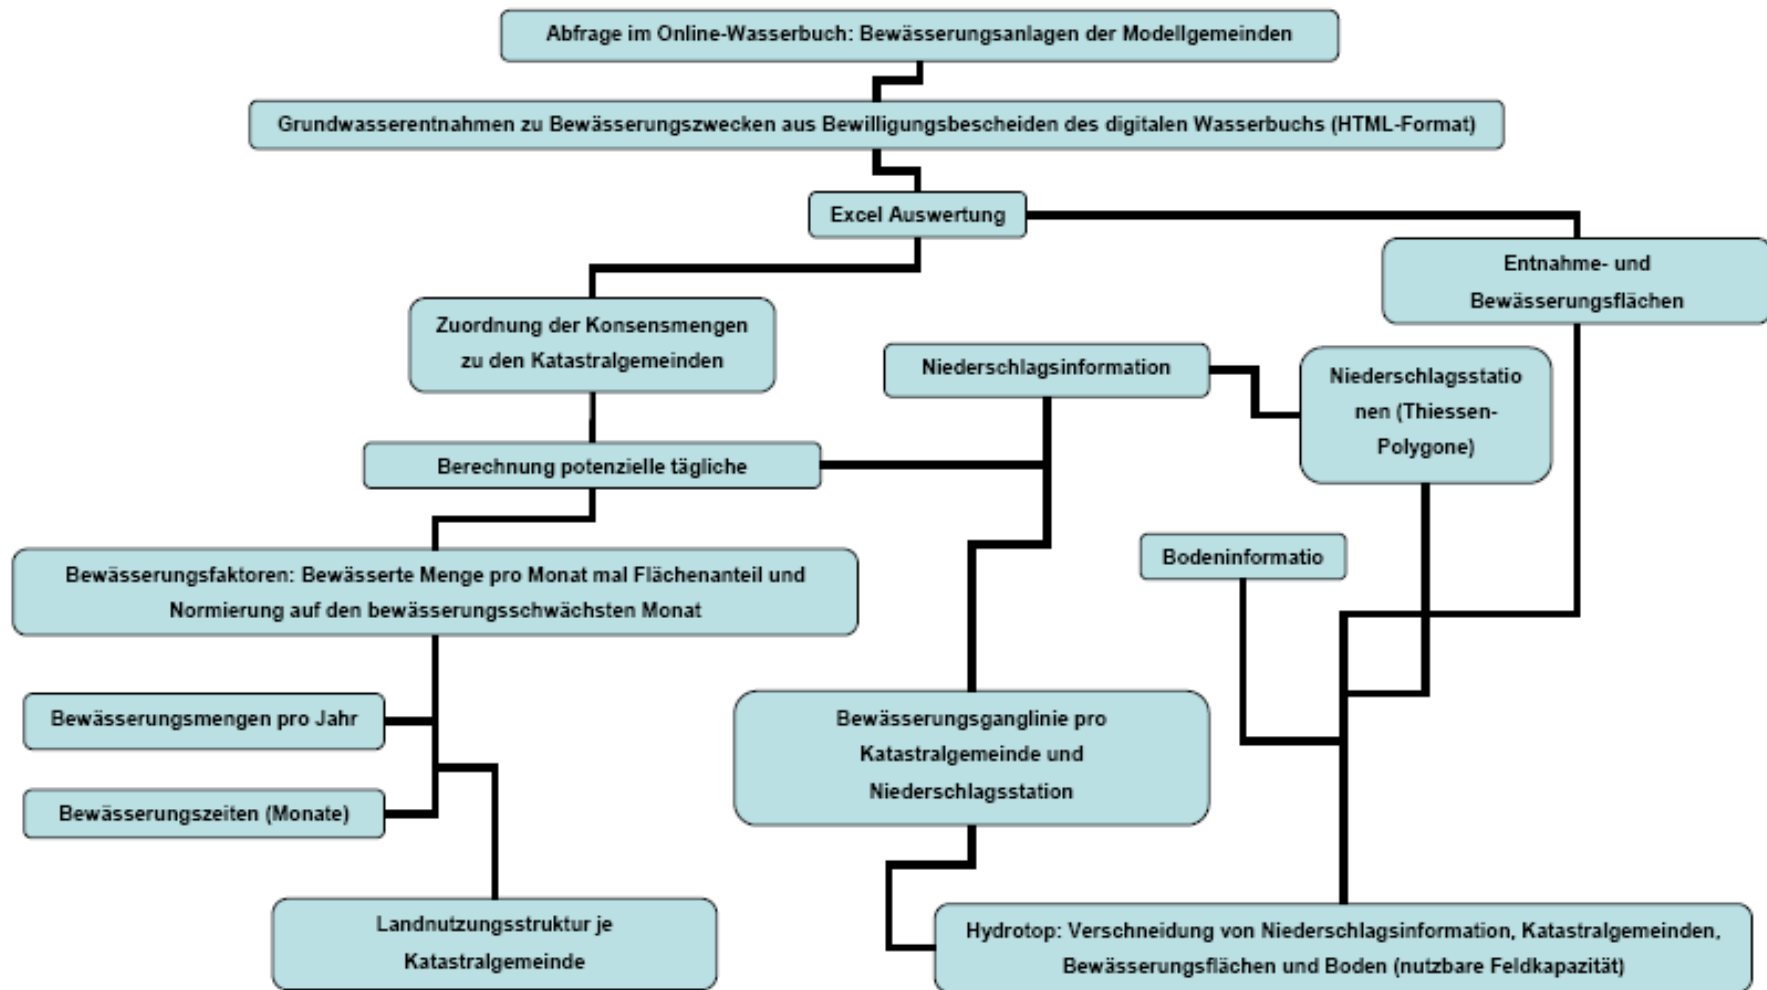 Abfrage im Online-Wasserbuch: Bewässerungsanlagen der Modellgemeinden
Grundwasserentnahmen zu Bewässerungszwecken aus Bewilligungsbescheiden des digitalen Wasserbuchs (HTML-Format)
Excel Auswertung
Entnahme- und
Bewässerungsflächen
Zuordnung der Konsensmengen
zu den Katastralgemeinden
Niederschlagsinformation
Niederschlagsstatio
nen (Thiessen-
Polygone)
Berechnung potenzielle tägliche
Bodeninformatio
Bewässerungsfaktoren: Bewässerte Menge pro Monat mal Flächenanteil und
Normierung auf den bewässerungsschwächsten Monat
Bewässerungsmengen pro Jahr
Bewässerungsganglinie pro
Katastralgemeinde und
Niederschlagsstation
Bewässerungszeiten (Monate)
Landnutzungsstruktur je
Katastralgemeinde
Hydrotop: Verschneidung von Niederschlagsinformation, Katastralgemeinden,
Bewässerungsflächen und Boden (nutzbare Feldkapazität)